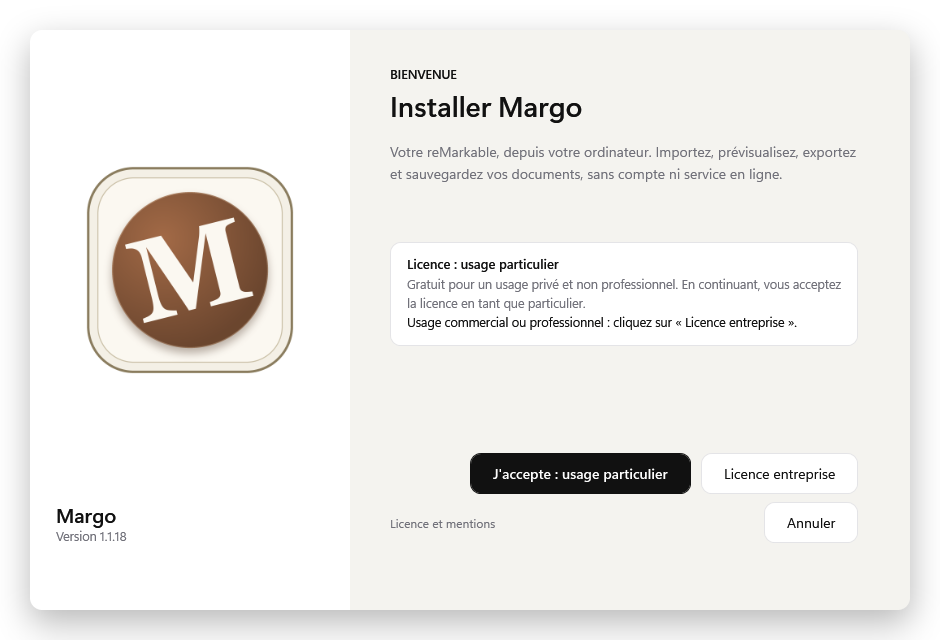 M
Margo
Version 1.1.18
BIENVENUE
Installer Margo
Votre reMarkable, depuis votre ordinateur. Importez, prévisualisez, exportez
et sauvegardez vos documents, sans compte ni service en ligne.
Licence : usage particulier
Gratuit pour un usage privé et non professionnel. En continuant, vous acceptez
la licence en tant que particulier.
Usage commercial ou professionnel : cliquez sur « Licence entreprise ».
J'accepte : usage particulier
Licence entreprise
Licence et mentions
Annuler